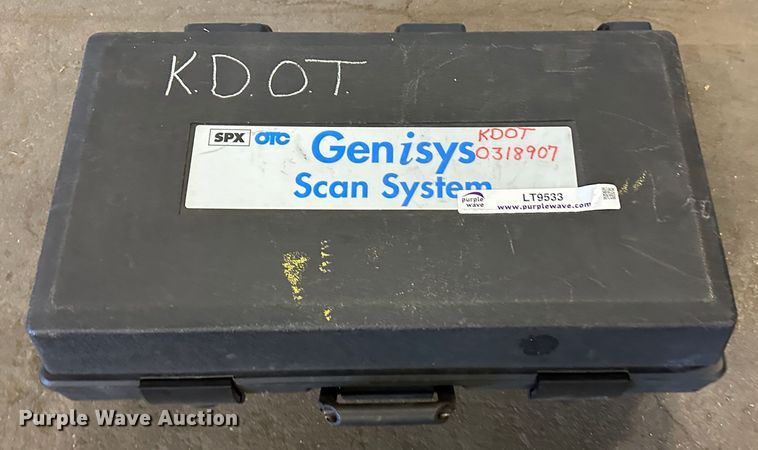 K.D.O.T.
SPX OTC Genisys KDOT
0318907
Scan System
purple wave LT9533
www.purplewave.com
Purple Wave Auction